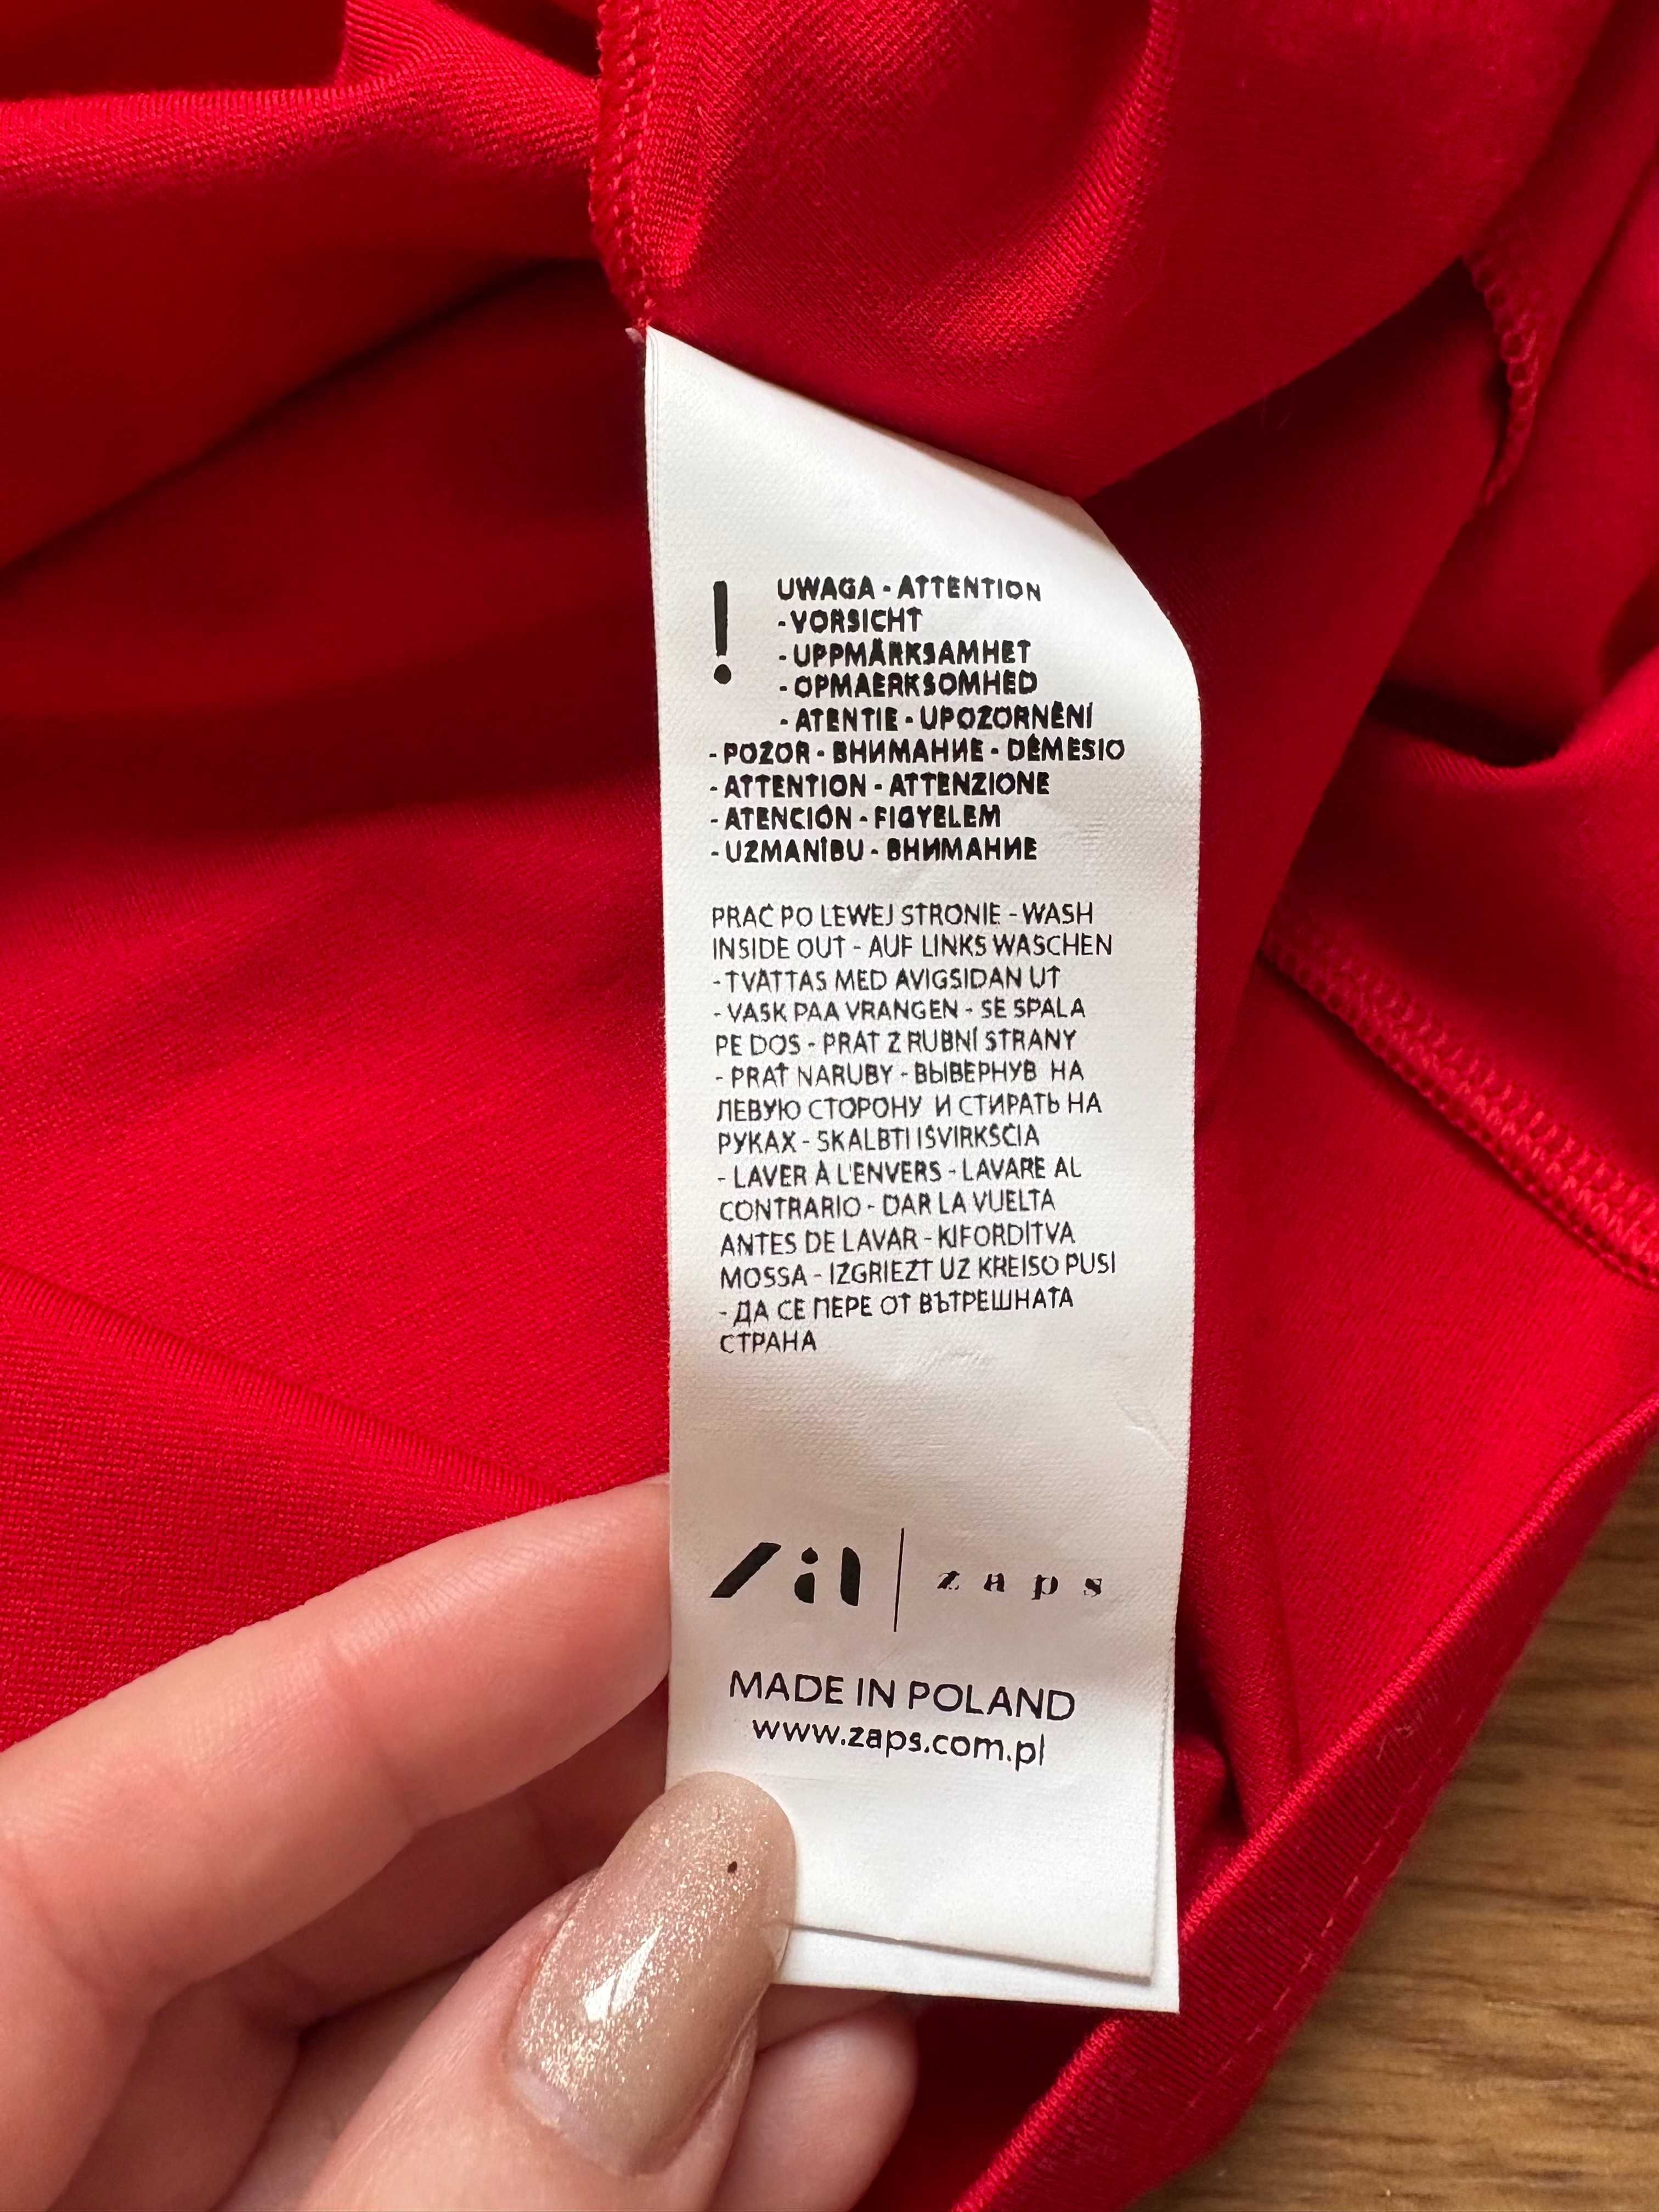 ! UWAGA - ATTENTION
- VORSICHT
- UPPMÄRKSAMHET
- OPMAERKSOMHED
- ATENTIE - UPOZORNĚNÍ
- POZOR - ВНИМАНИЕ - DĖMESIO
- ATTENTION - ATTENZIONE
- ATENCIÓN - FIGYELEM
- UZMANĪBU - ВНИМАНИЕ
PRAĆ PO LEWEJ STRONIE - WASH
INSIDE OUT - AUF LINKS WASCHEN
- TVÄTTAS MED AVIGSIDAN UT
- VASK PAA VRANGEN - SE SPALA
PE DOS - PRAT Z RUBNÍ STRANY
- PRAŤ NARUBY - ВЫВЕРНУВ НА
ЛЕВУЮ СТОРОНУ И СТИРАТЬ НА
РУКАХ - SKALBTI IŠVIRKSCIA
- LAVER À L'ENVERS - LAVARE AL
CONTRARIO - DAR LA VUELTA
ANTES DE LAVAR - KIFORDITVA
MOSSA - IZGRIEZT UZ KREISO PUSI
- ДА СЕ ПЕРЕ ОТ ВЪТРЕШНАТА
СТРАНА
zaps
MADE IN POLAND
www.zaps.com.pl